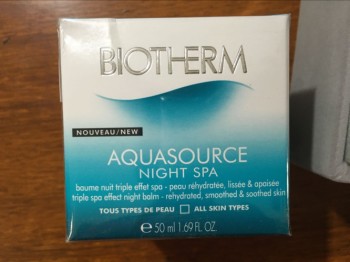 BIOTHERM
NOUVEAU/NEW
AQUASOURCE
NIGHT SPA
baume nuit triple effet spa - peau réhydratée, lissée & apaisée
triple spa effect night balm - rehydrated, smoothed & soothed skin
TOUS TYPES DE PEAU ALL SKIN TYPES
℮ 50 ml 1.69 FL. OZ.